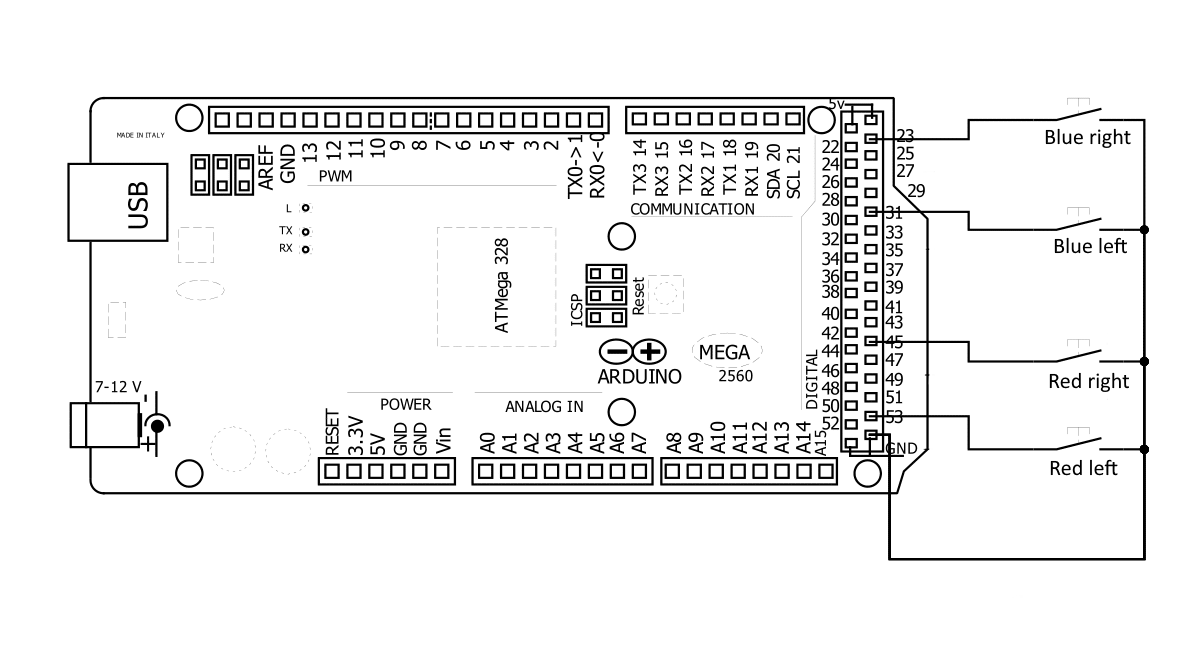 MADE IN ITALY
USB
AREF
GND
13
12
11
10
9
8
7
6
5
4
3
2
TX0->1
RX0<-0
PWM
TX3 14
RX3 15
TX2 16
RX2 17
TX1 18
RX1 19
SDA 20
SCL 21
COMMUNICATION
5v
22
24
26
28
30
32
34
36
38
40
42
44
46
48
50
52
23
25
27
29
31
33
35
37
39
41
43
45
47
49
51
53
GND
DIGITAL
L
TX
RX
ATMega 328
ICSP
Reset
ARDUINO
MEGA
2560
7-12 V
-
+
POWER
RESET
3.3V
5V
GND
GND
Vin
ANALOG IN
A0
A1
A2
A3
A4
A5
A6
A7
A8
A9
A10
A11
A12
A13
A14
A15
Blue right
Blue left
Red right
Red left